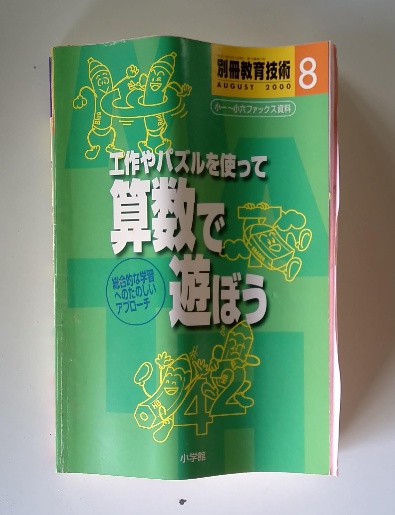 別冊教育技術
AUGUST 2000
8
小一〜小六ファックス資料
工作やパズルを使って
算数で
遊ぼう
総合的な学習
へのたのしい
アプローチ
小学館